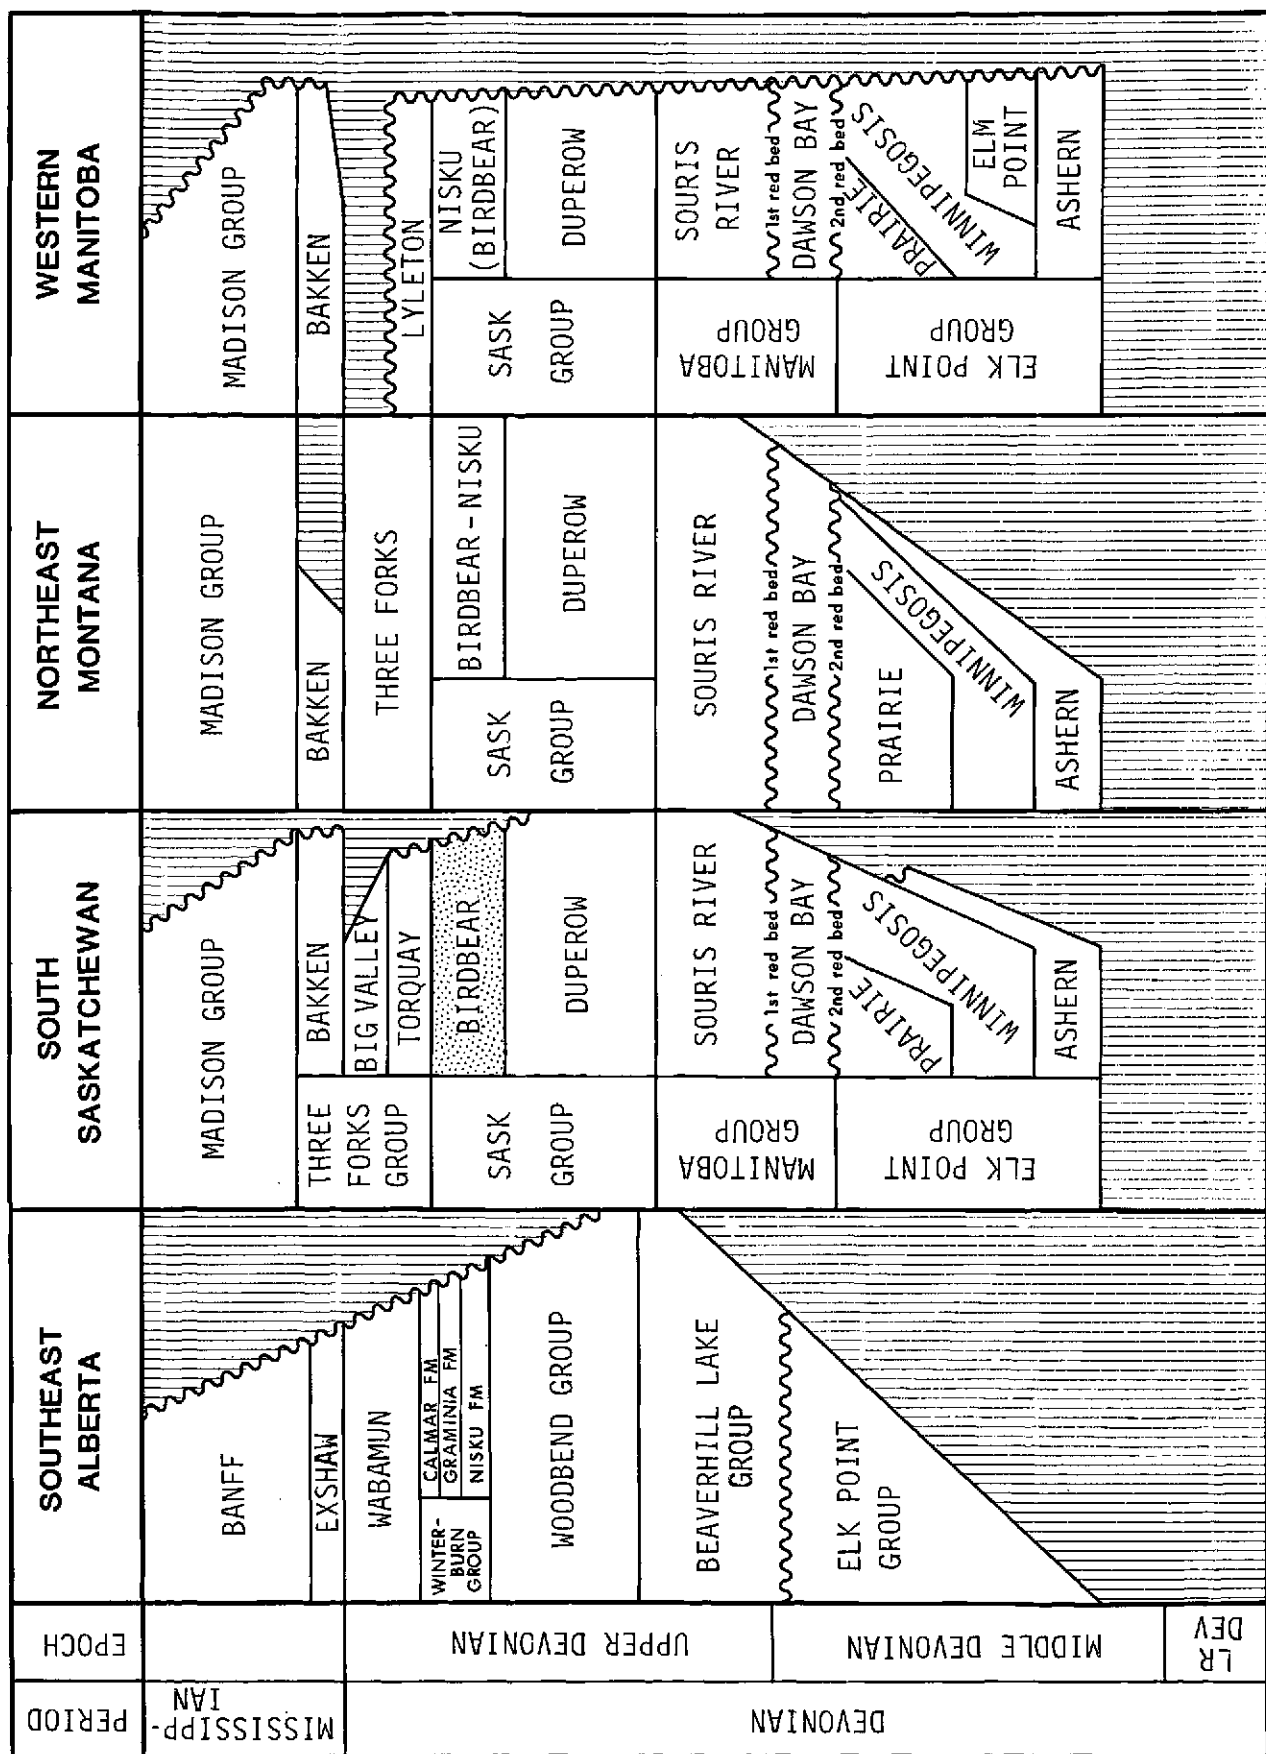 PERIOD
EPOCH
SOUTHEAST
ALBERTA
SOUTH
SASKATCHEWAN
NORTHEAST
MONTANA
WESTERN
MANITOBA
MISSISSIPP-
IAN
DEVONIAN
UPPER DEVONIAN
MIDDLE DEVONIAN
LR
DEV
BANFF
EXSHAW
WABAMUN
WINTER-
BURN
GROUP
CALMAR FM
GRAMINIA FM
NISKU FM
WOODBEND GROUP
BEAVERHILL LAKE
GROUP
ELK POINT
GROUP
MADISON GROUP
THREE
FORKS
GROUP
BAKKEN
BIG VALLEY
TORQUAY
SASK
GROUP
BIRDBEAR
DUPEROW
MANITOBA
GROUP
SOURIS RIVER
1st red bed
DAWSON BAY
2nd red bed
ELK POINT
GROUP
PRAIRIE
WINNIPEGOSIS
ASHERN
MADISON GROUP
BAKKEN
THREE FORKS
SASK
GROUP
BIRDBEAR-NISKU
DUPEROW
SOURIS RIVER
1st red bed
DAWSON BAY
2nd red bed
PRAIRIE
WINNIPEGOSIS
ASHERN
MADISON GROUP
BAKKEN
LYLETON
SASK
GROUP
NISKU
(BIRDBEAR)
DUPEROW
MANITOBA
GROUP
SOURIS
RIVER
1st red bed
DAWSON BAY
2nd red bed
ELK POINT
GROUP
PRAIRIE
WINNIPEGOSIS
ELM
POINT
ASHERN